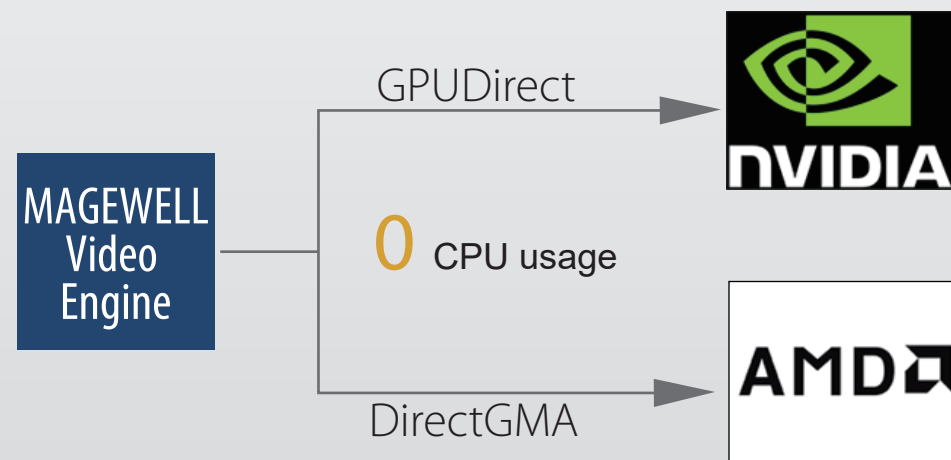 MAGEWELL
Video
Engine
GPUDirect
NVIDIA
0 CPU usage
DirectGMA
AMD